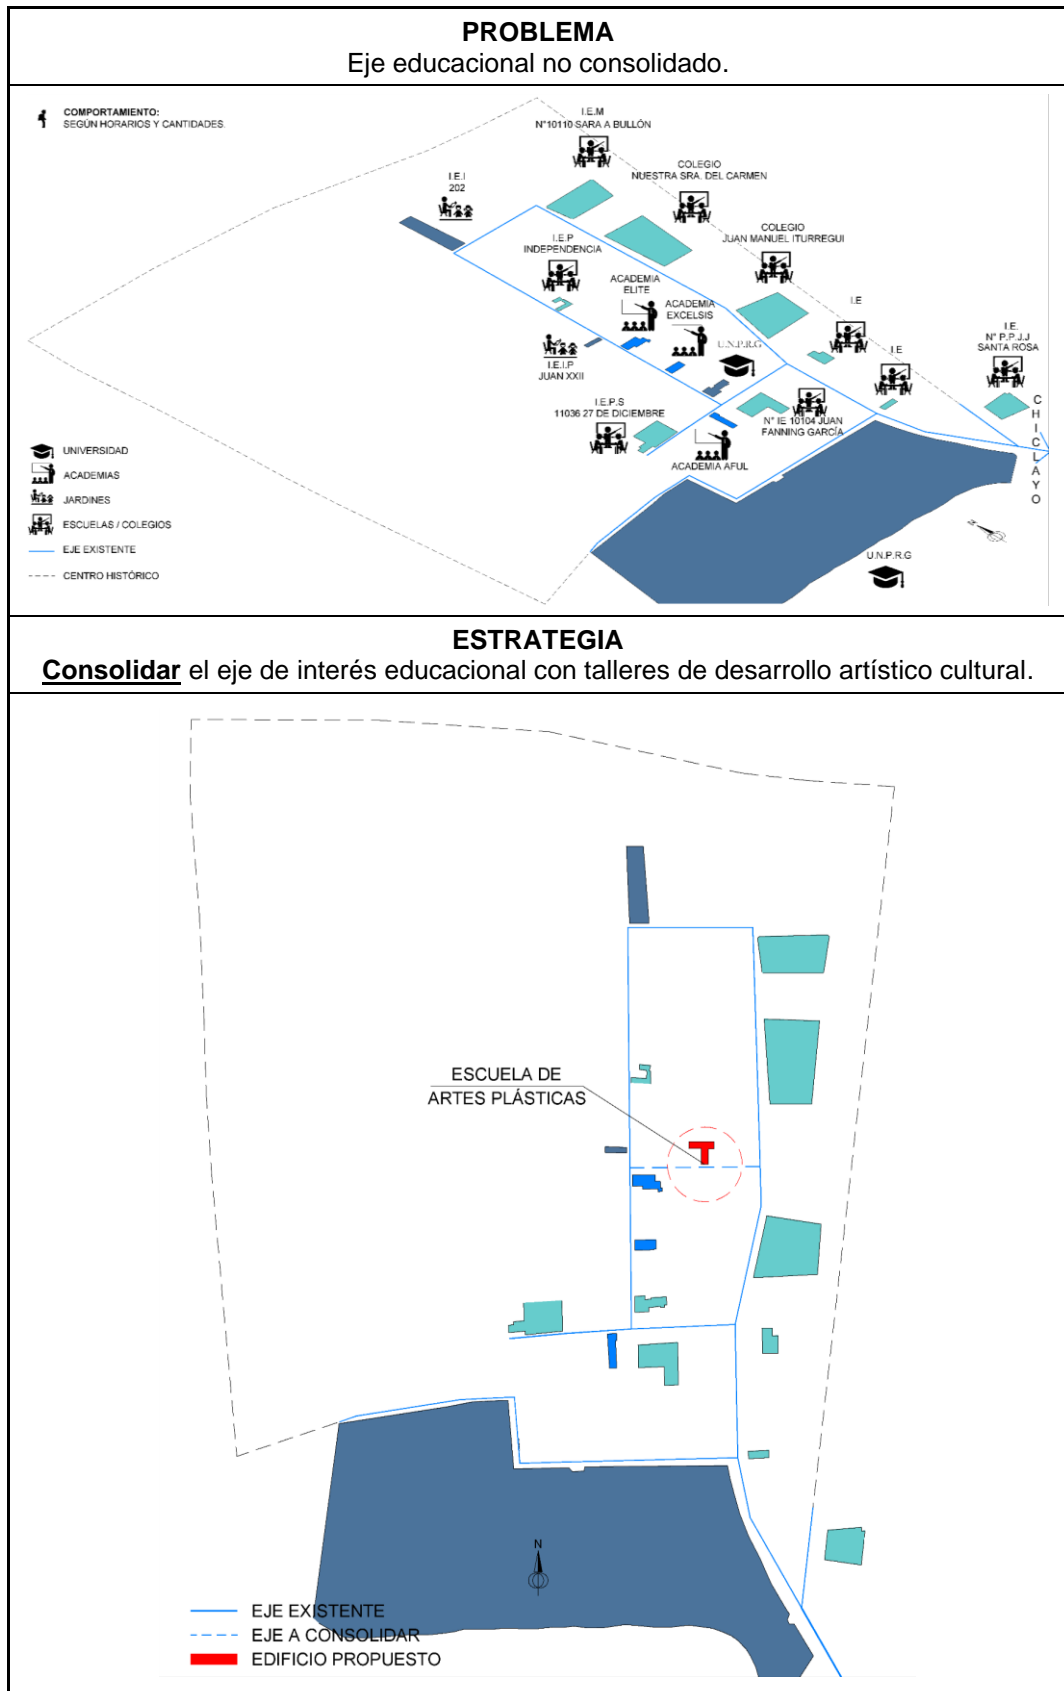 PROBLEMA
Eje educacional no consolidado.
COMPORTAMIENTO:
SEGÚN HORARIOS Y CANTIDADES.
I.E.M
N°10110 SARA A BULLÓN
COLEGIO
NUESTRA SRA. DEL CARMEN
I.E.I
202
COLEGIO
JUAN MANUEL ITURREGUI
I.E.P
INDEPENDENCIA
ACADEMIA
ELITE
ACADEMIA
EXCELSIS
I.E
I.E.
N° P.P.J.J
SANTA ROSA
U.N.P.R.G
I.E
I.E.I.P
JUAN XXII
I.E.P.S
11036 27 DE DICIEMBRE
N° IE 10104 JUAN
FANNING GARCÍA
ACADEMIA AFUL
CHICLAYO
UNIVERSIDAD
ACADEMIAS
JARDINES
ESCUELAS / COLEGIOS
EJE EXISTENTE
CENTRO HISTÓRICO
N
U.N.P.R.G
ESTRATEGIA
Consolidar el eje de interés educacional con talleres de desarrollo artístico cultural.
ESCUELA DE
ARTES PLÁSTICAS
N
EJE EXISTENTE
EJE A CONSOLIDAR
EDIFICIO PROPUESTO